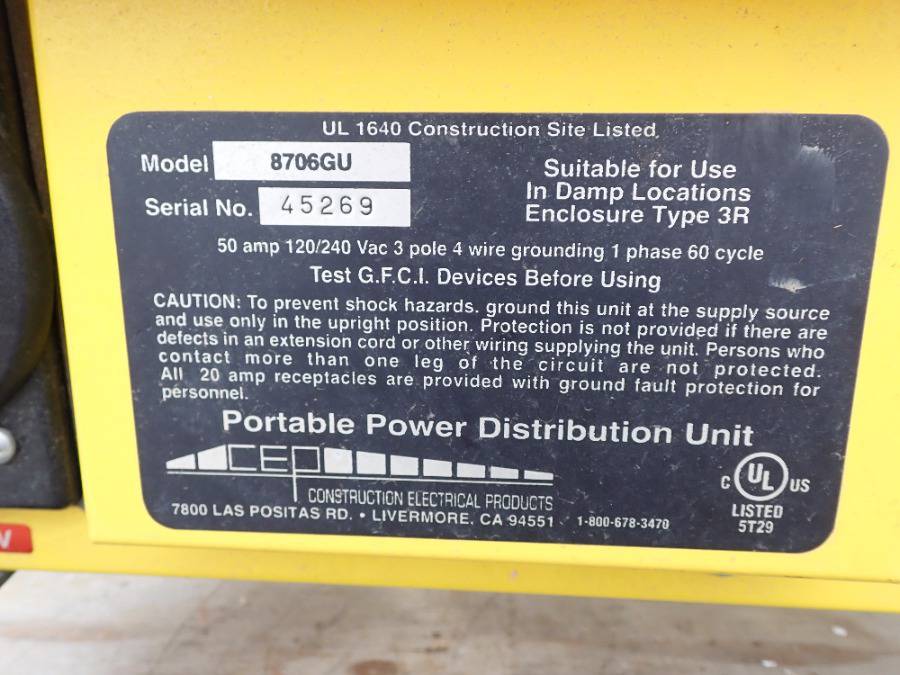 UL 1640 Construction Site Listed
Model 8706GU
Serial No. 45269
Suitable for Use
In Damp Locations
Enclosure Type 3R
50 amp 120/240 Vac 3 pole 4 wire grounding 1 phase 60 cycle
Test G.F.C.I. Devices Before Using
CAUTION: To prevent shock hazards, ground this unit at the supply source
and use only in the upright position. Protection is not provided if there are
defects in an extension cord or other wiring supplying the unit. Persons who
contact more than one leg of the circuit are not protected.
All 20 amp receptacles are provided with ground fault protection for
personnel.
Portable Power Distribution Unit
CEP
CONSTRUCTION ELECTRICAL PRODUCTS
7800 LAS POSITAS RD. • LIVERMORE, CA 94551 1-800-678-3470
C UL US
LISTED
5T29